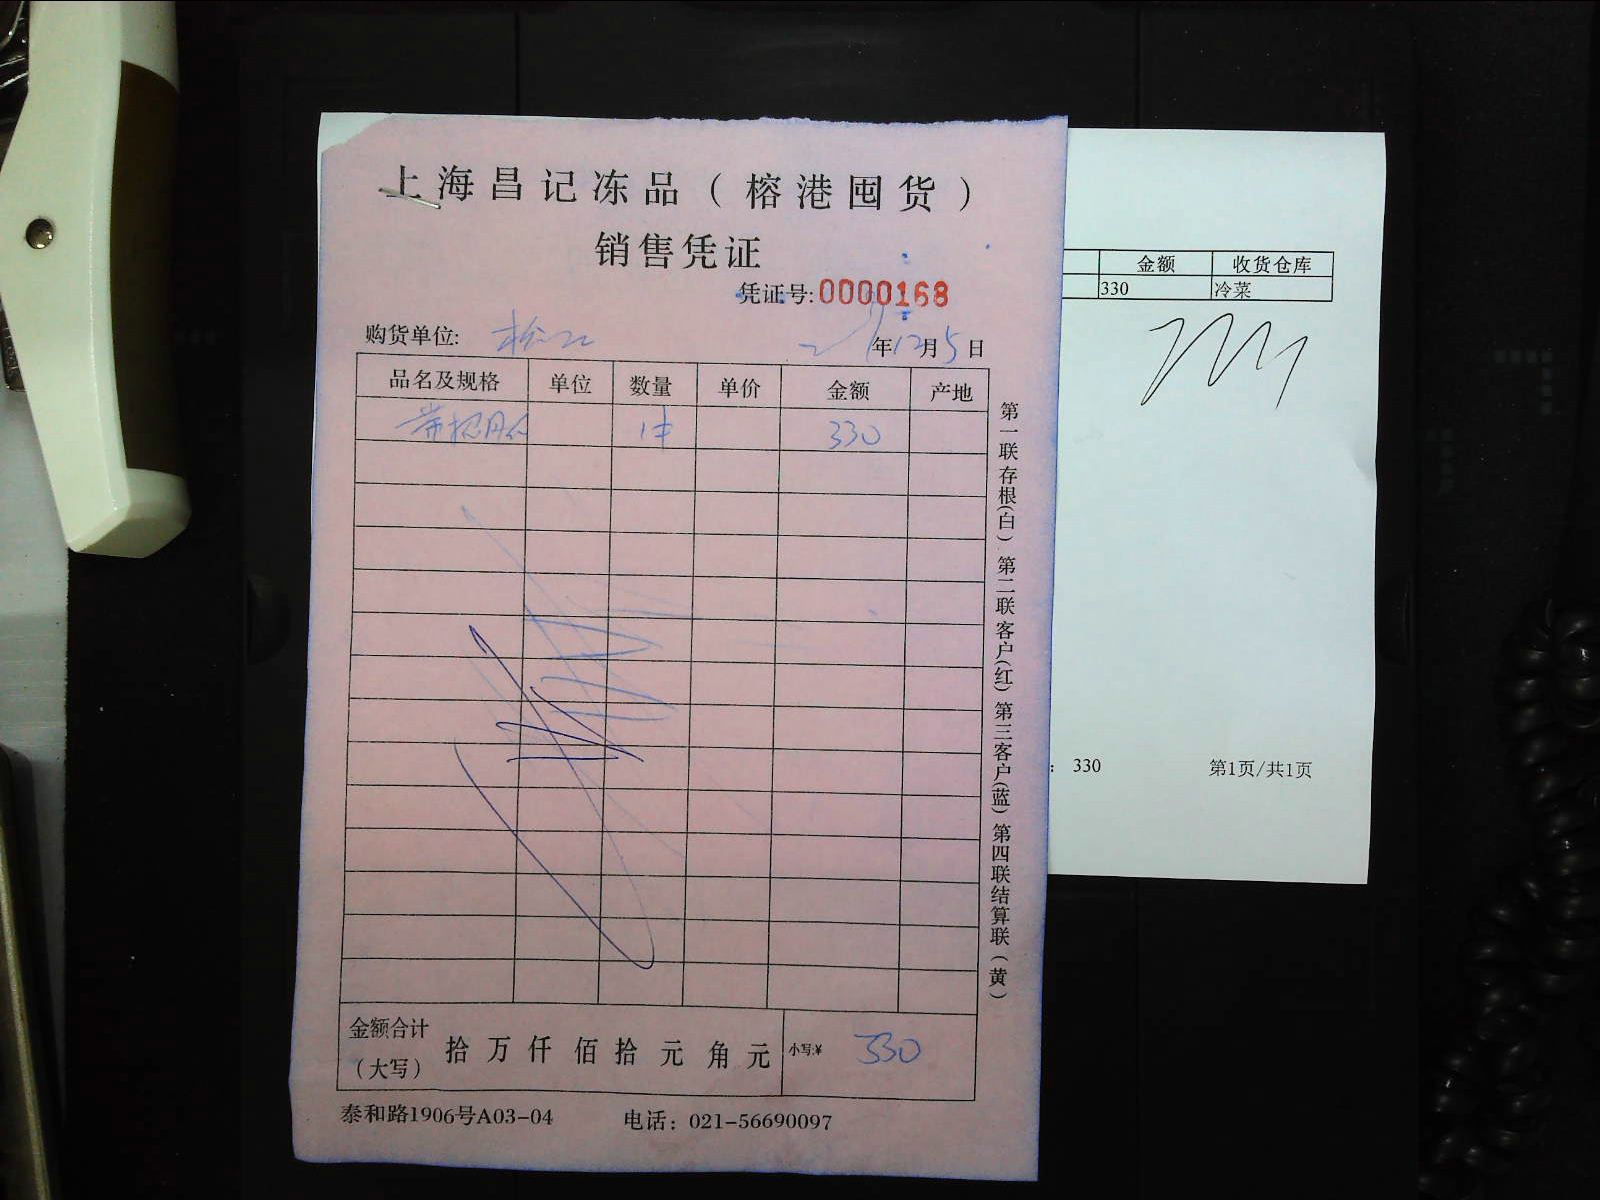 上海昌记冻品（榕港囤货）
销售凭证
凭证号:0000168
购货单位: 松江 年12月5日
品名及规格 单位 数量 单价 金额 产地
1件 330
第一联存根(白) 第二联客户(红) 第三客户(蓝) 第四联结算联(黄)
金额合计（大写） 拾 万 仟 佰 拾 元 角 元 小写:¥ 330
泰和路1906号A03-04 电话：021-56690097
金额 收货仓库
330 冷菜
：330 第1页/共1页